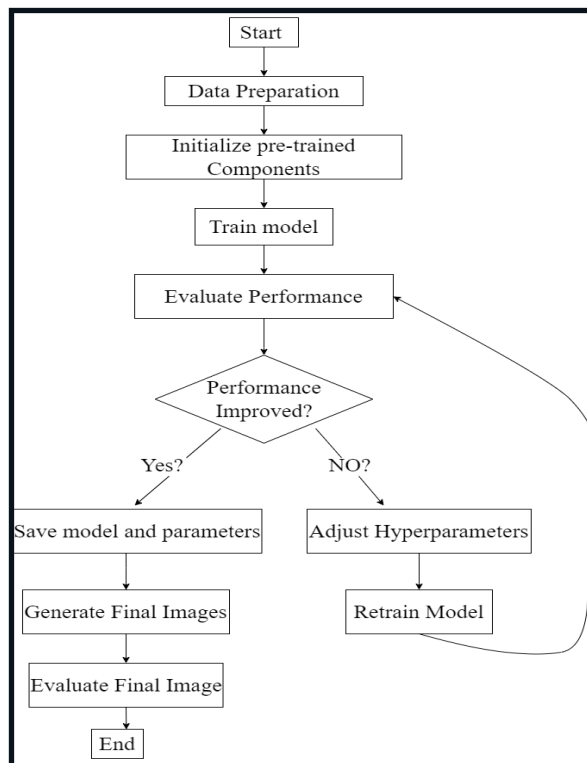 Start
Data Preparation
Initialize pre-trained
Components
Train model
Evaluate Performance
Performance
Improved?
Yes?
NO?
Save model and parameters
Adjust Hyperparameters
Generate Final Images
Retrain Model
Evaluate Final Image
End